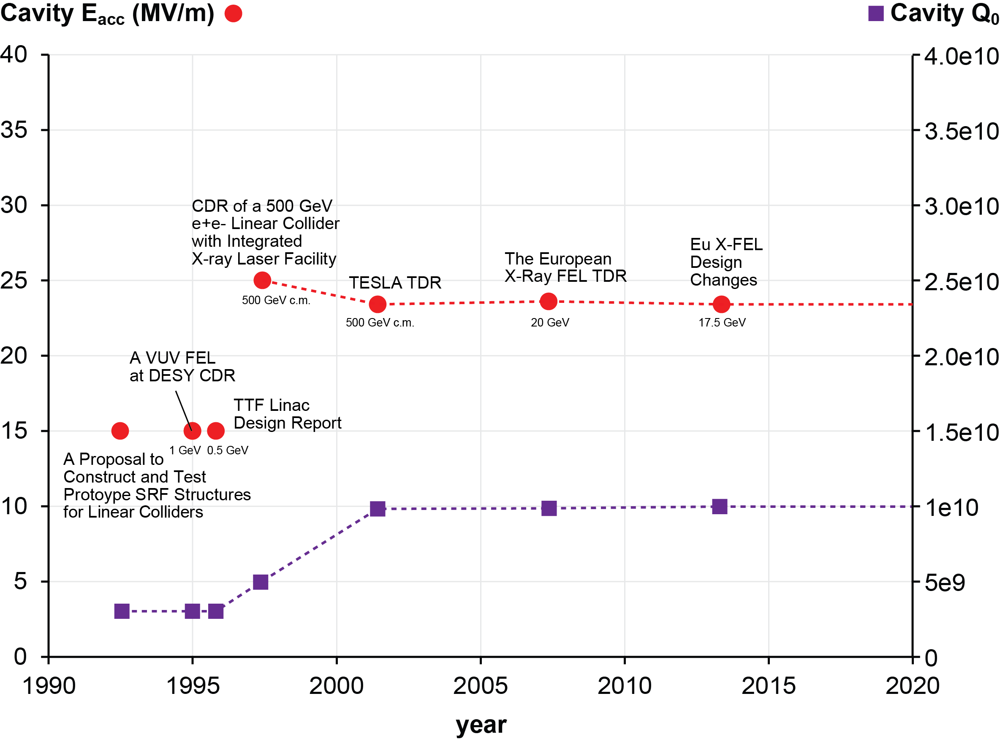 Cavity Eacc (MV/m)
Cavity Q0
40
35
30
25
20
15
10
5
0
4.0e10
3.5e10
3.0e10
2.5e10
2.0e10
1.5e10
1e10
5e9
0
CDR of a 500 GeV
e+e- Linear Collider
with Integrated
X-ray Laser Facility
500 GeV c.m.
TESLA TDR
500 GeV c.m.
The European
X-Ray FEL TDR
20 GeV
Eu X-FEL
Design
Changes
17.5 GeV
A VUV FEL
at DESY CDR
1 GeV
TTF Linac
Design Report
0.5 GeV
A Proposal to
Construct and Test
Protoype SRF Structures
for Linear Colliders
1990
1995
2000
2005
2010
2015
2020
year